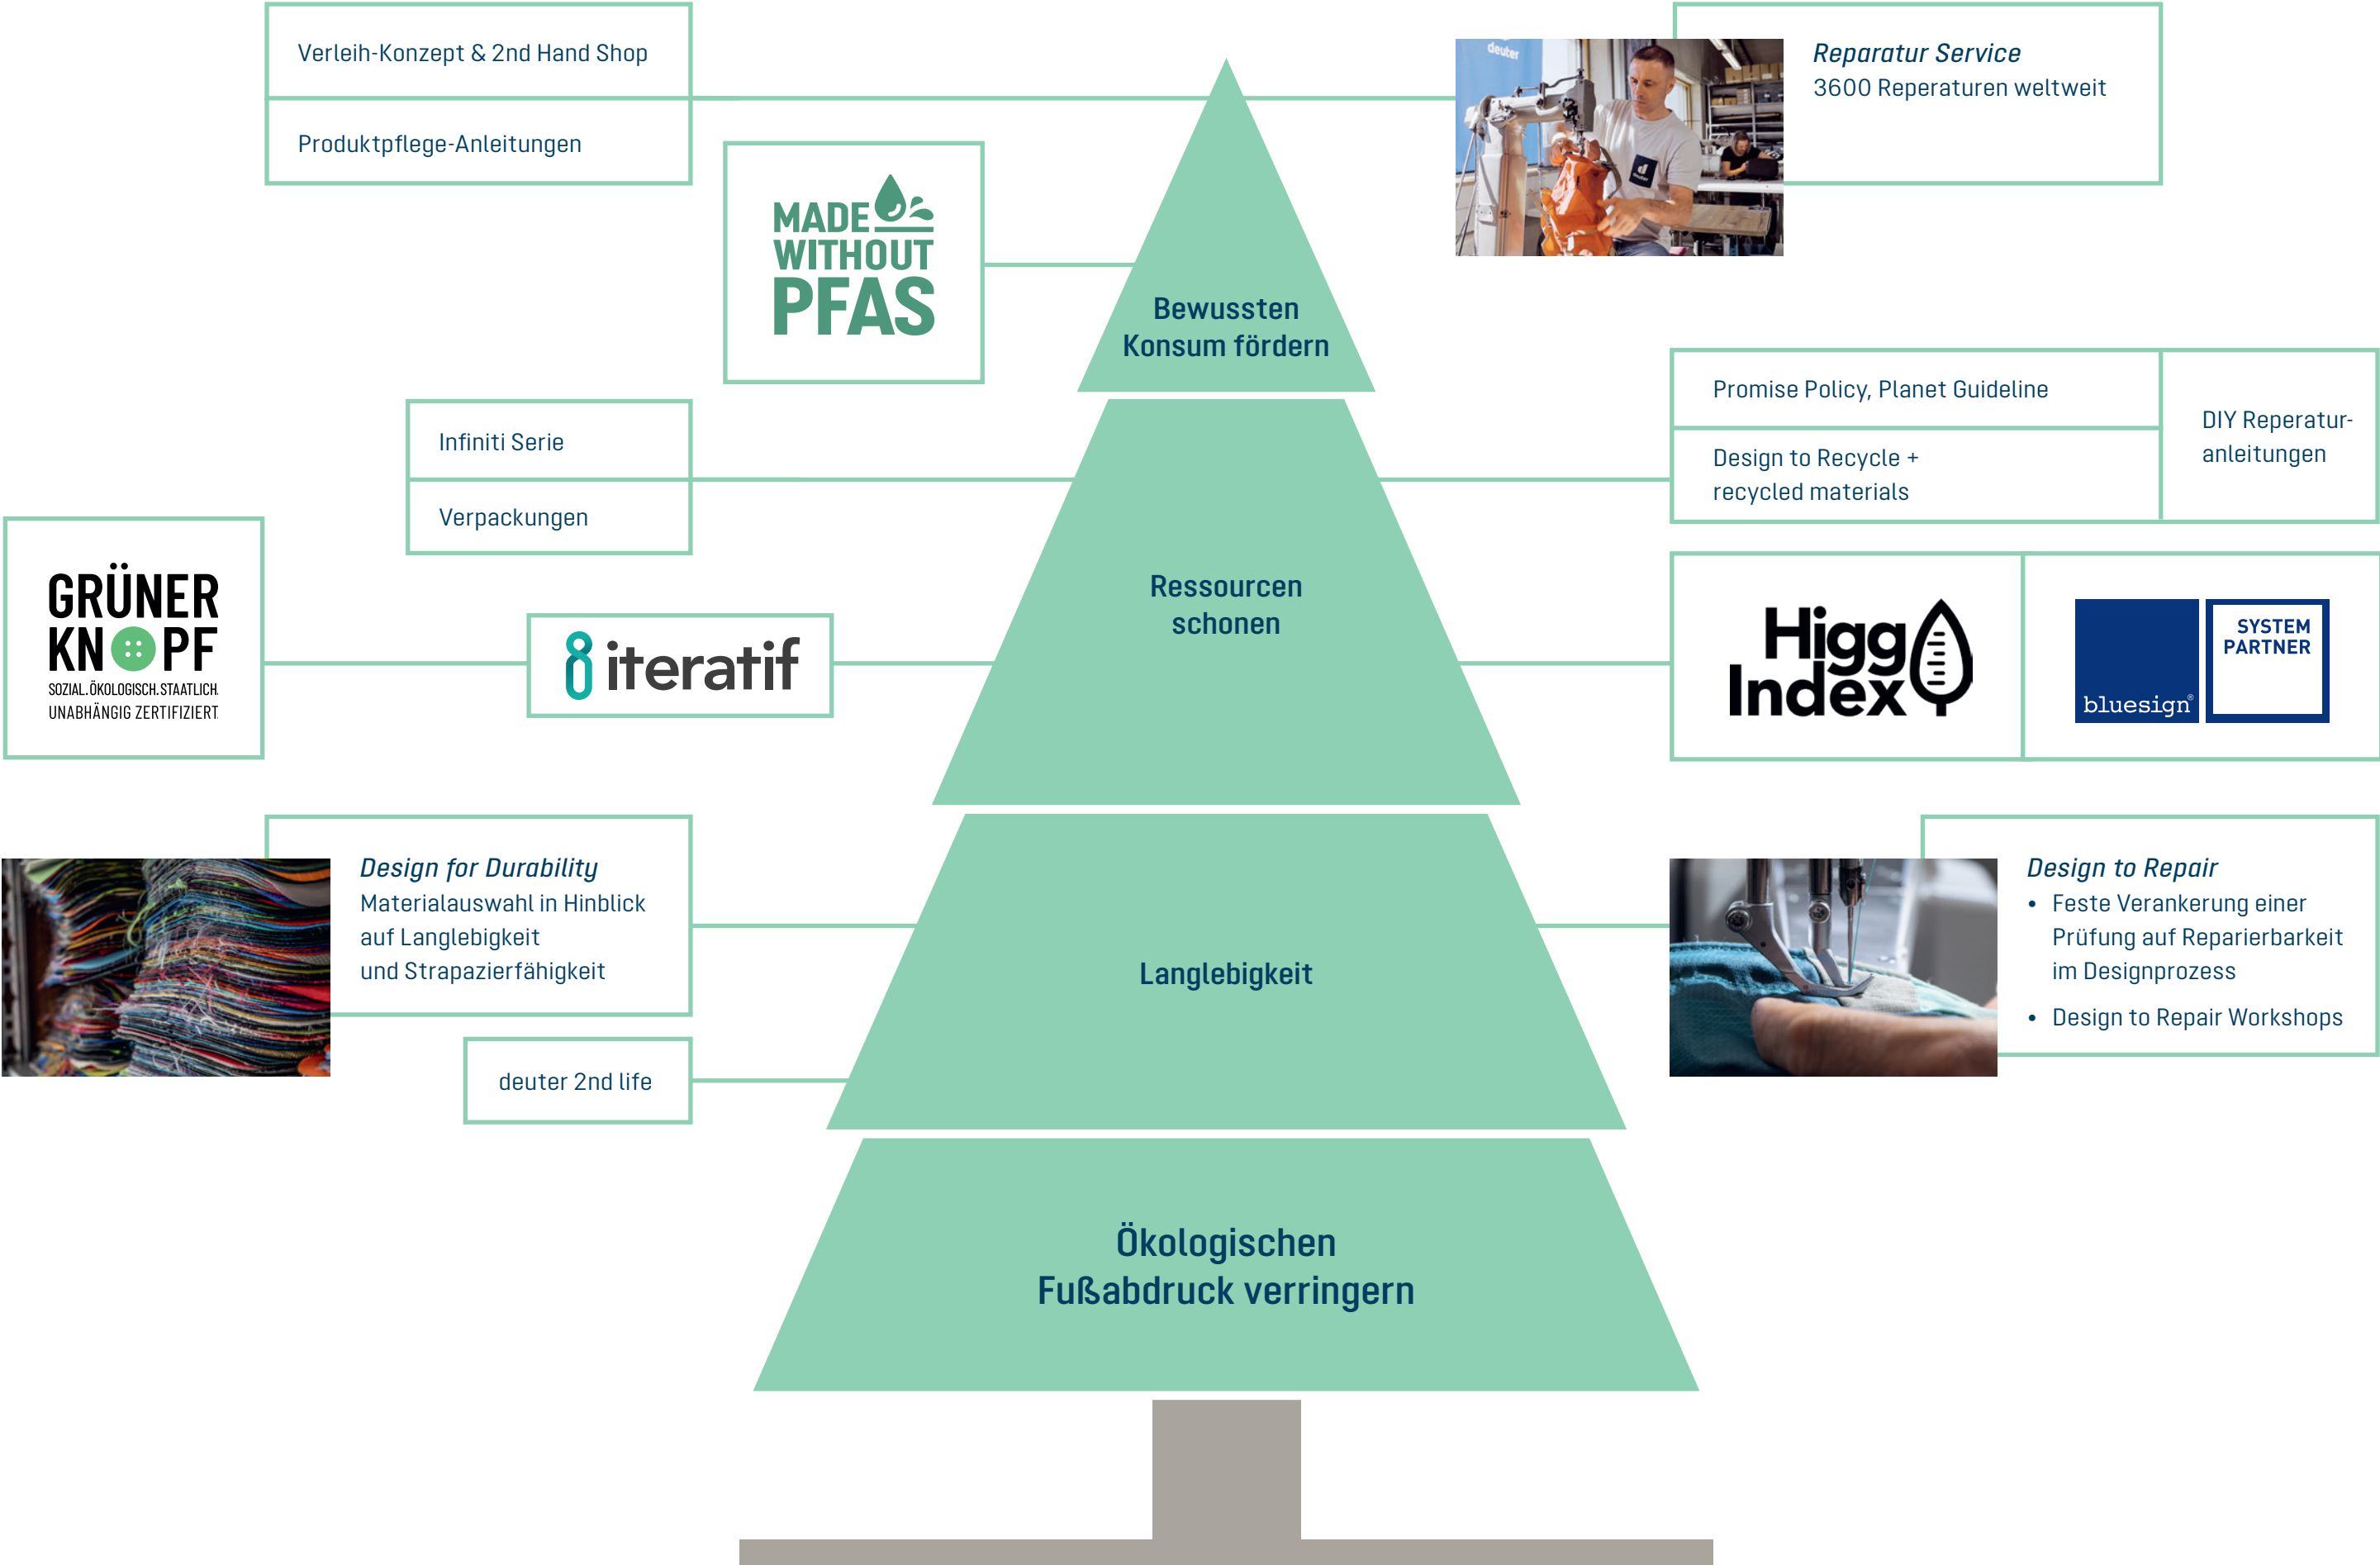 Verleih-Konzept & 2nd Hand Shop
Produktpflege-Anleitungen
deuter
deuter
Reparatur Service
3600 Reperaturen weltweit
MADE
WITHOUT
PFAS
Bewussten
Konsum fördern
Infiniti Serie
Verpackungen
Promise Policy, Planet Guideline
Design to Recycle +
recycled materials
DIY Reperatur-
anleitungen
GRÜNER
KNOPF
SOZIAL. ÖKOLOGISCH. STAATLICH.
UNABHÄNGIG ZERTIFIZIERT
iteratif
Ressourcen
schonen
Higg
Index
bluesign®
SYSTEM
PARTNER
Design for Durability
Materialauswahl in Hinblick
auf Langlebigkeit
und Strapazierfähigkeit
deuter 2nd life
Langlebigkeit
Design to Repair
• Feste Verankerung einer
Prüfung auf Reparierbarkeit
im Designprozess
• Design to Repair Workshops
Ökologischen
Fußabdruck verringern